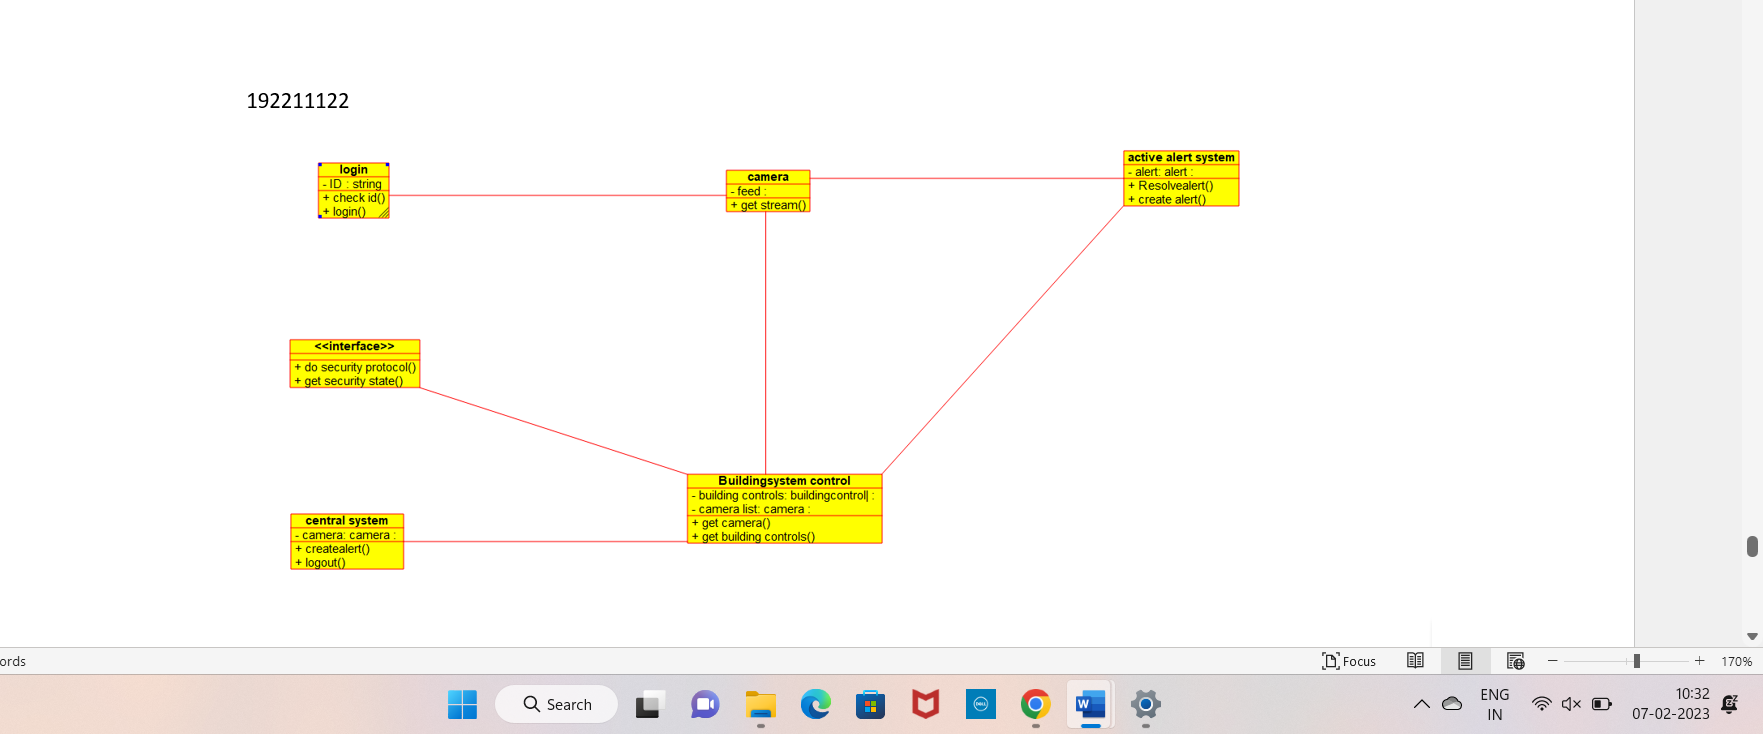 192211122
login
- ID : string
+ check id()
+ login()
camera
- feed :
+ get stream()
active alert system
- alert: alert :
+ Resolvealert()
+ create alert()
<<interface>>
+ do security protocol()
+ get security state()
Buildingsystem control
- building controls: buildingcontrol| :
- camera list: camera :
+ get camera()
+ get building controls()
central system
- camera: camera :
+ createalert()
+ logout()
ords
Focus
170%
Search
ENG
IN
10:32
07-02-2023